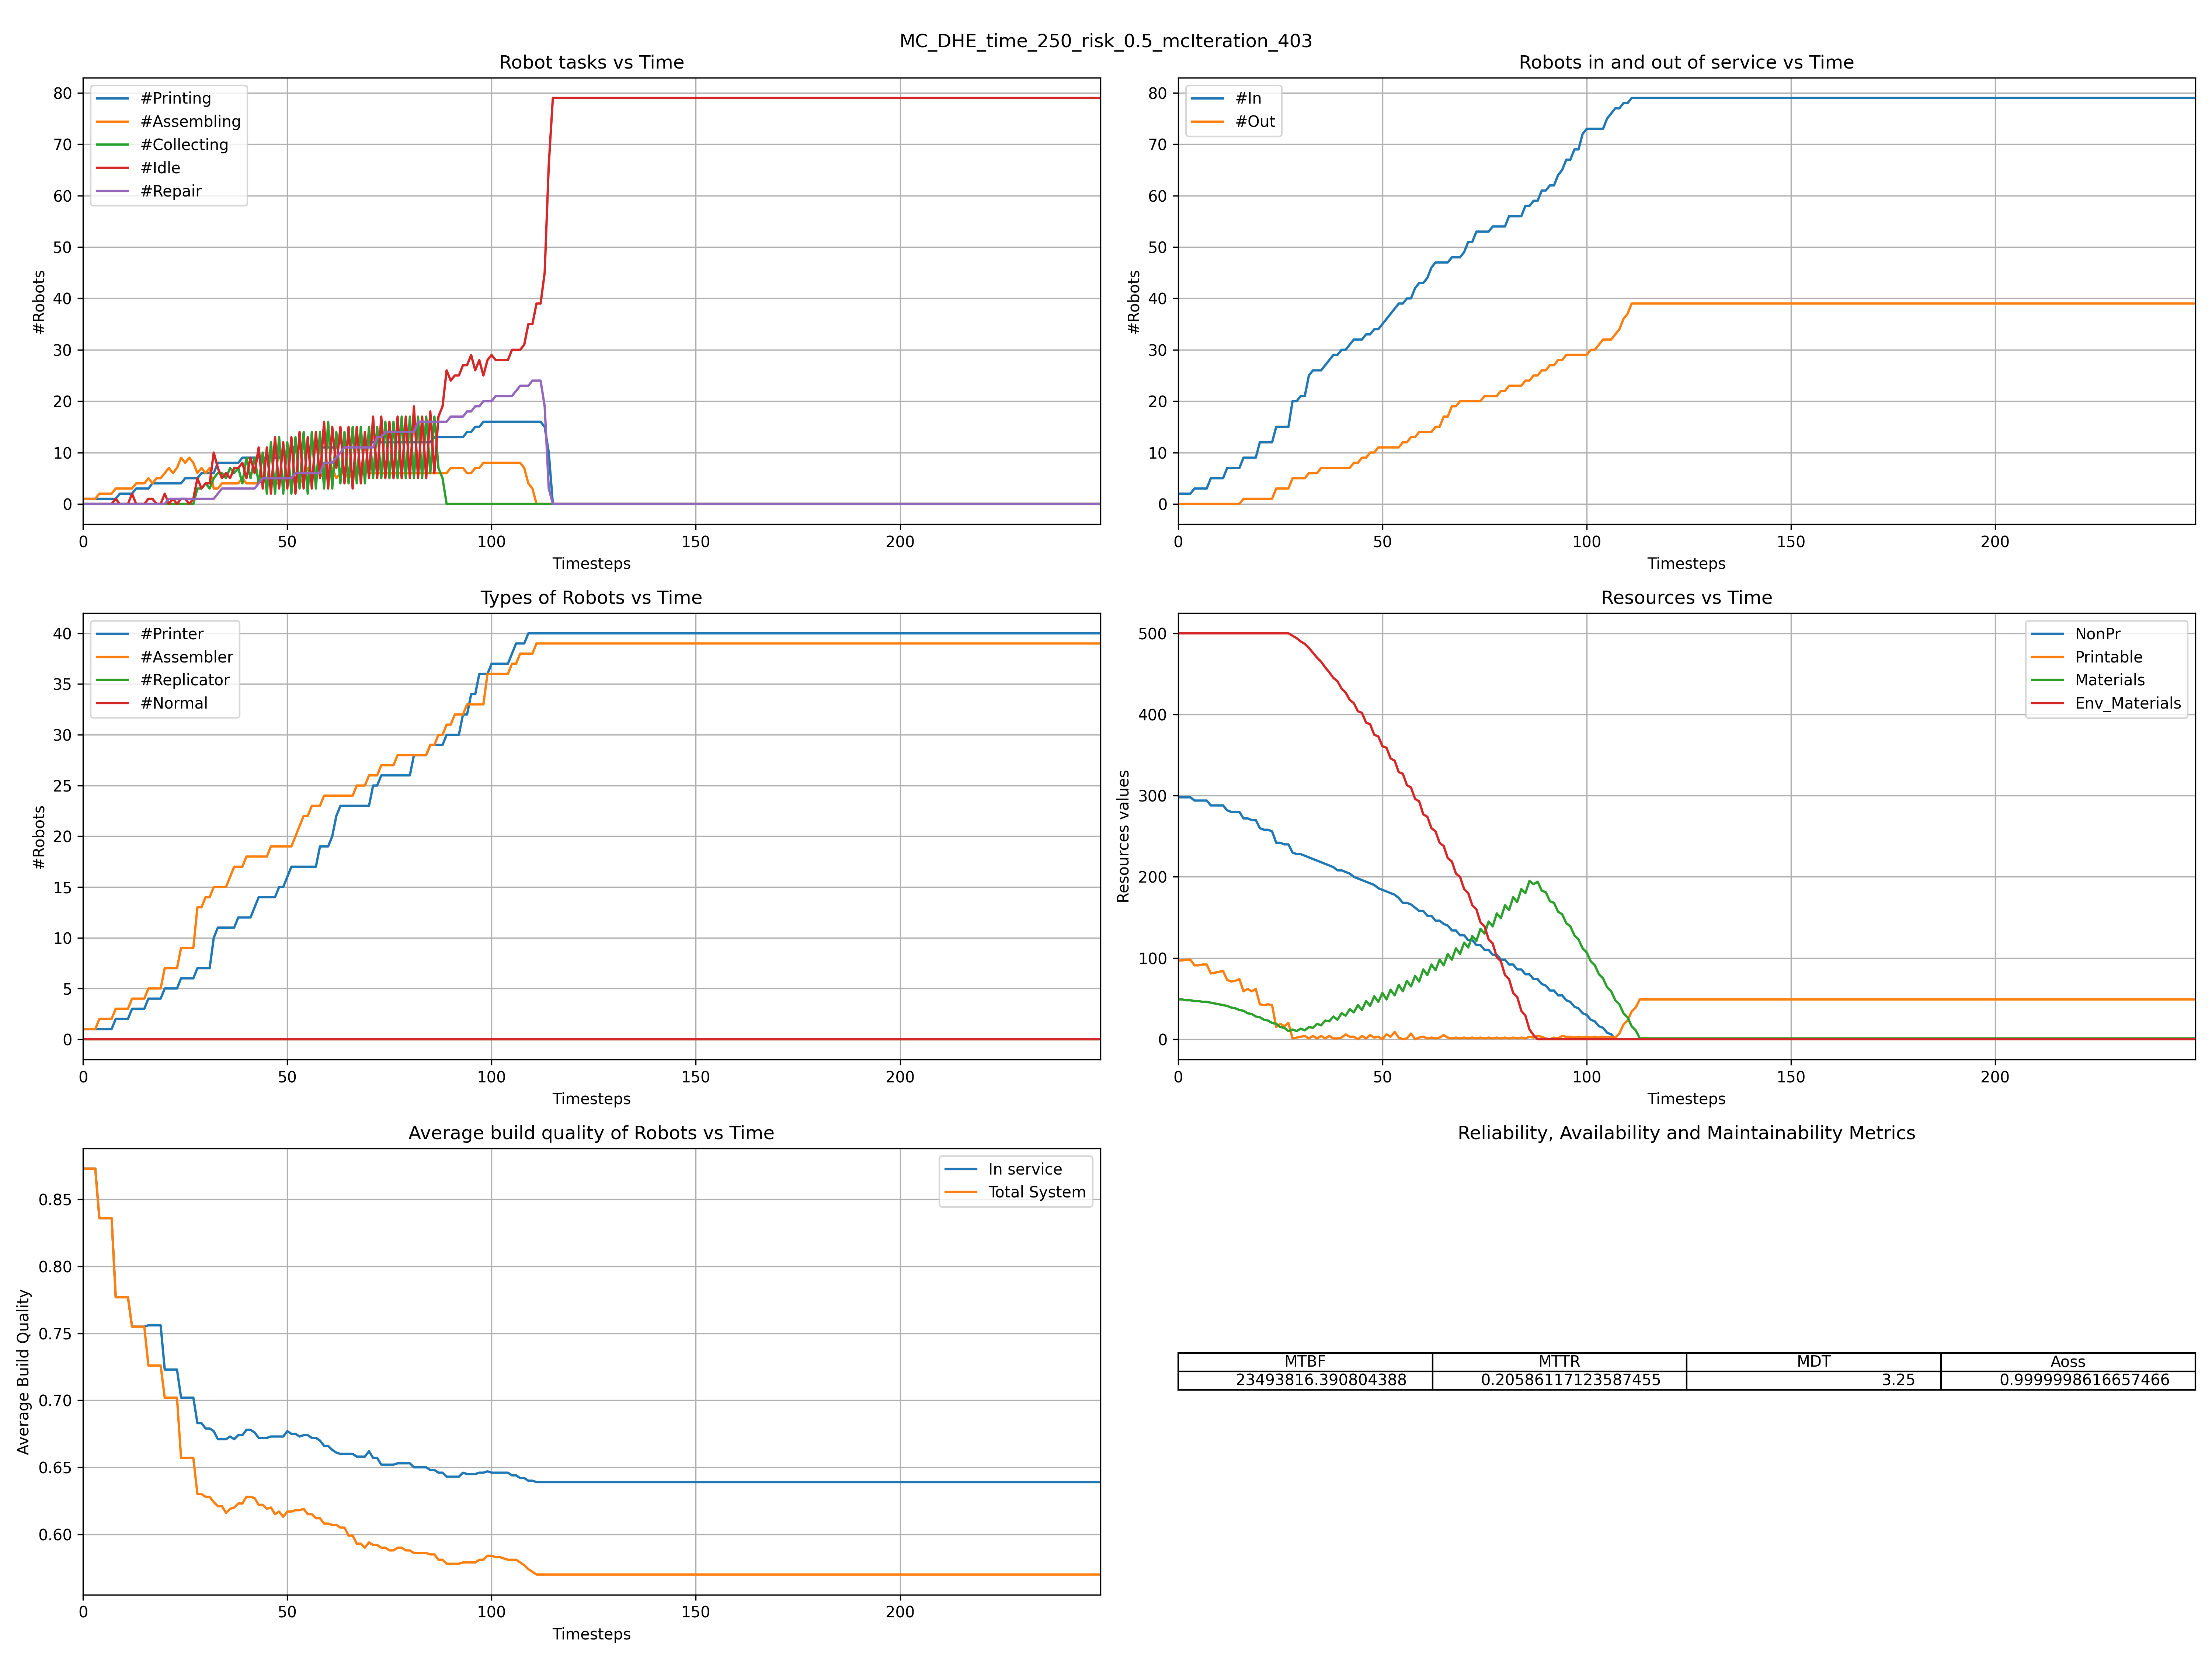 MC_DHE_time_250_risk_0.5_mcIteration_403
Robot tasks vs Time
#Printing
#Assembling
#Collecting
#Idle
#Repair
80
70
60
50
40
30
20
10
0
#Robots
0 50 100 150 200
Timesteps
Robots in and out of service vs Time
#In
#Out
80
70
60
50
40
30
20
10
0
#Robots
0 50 100 150 200
Timesteps
Types of Robots vs Time
#Printer
#Assembler
#Replicator
#Normal
40
35
30
25
20
15
10
5
0
#Robots
0 50 100 150 200
Timesteps
Resources vs Time
NonPr
Printable
Materials
Env_Materials
500
400
300
200
100
0
Resources values
0 50 100 150 200
Timesteps
Average build quality of Robots vs Time
In service
Total System
0.85
0.80
0.75
0.70
0.65
0.60
Average Build Quality
0 50 100 150 200
Timesteps
Reliability, Availability and Maintainability Metrics
MTBF MTTR MDT Aoss
23493816.390804388 0.20586117123587455 3.25 0.9999998616657466